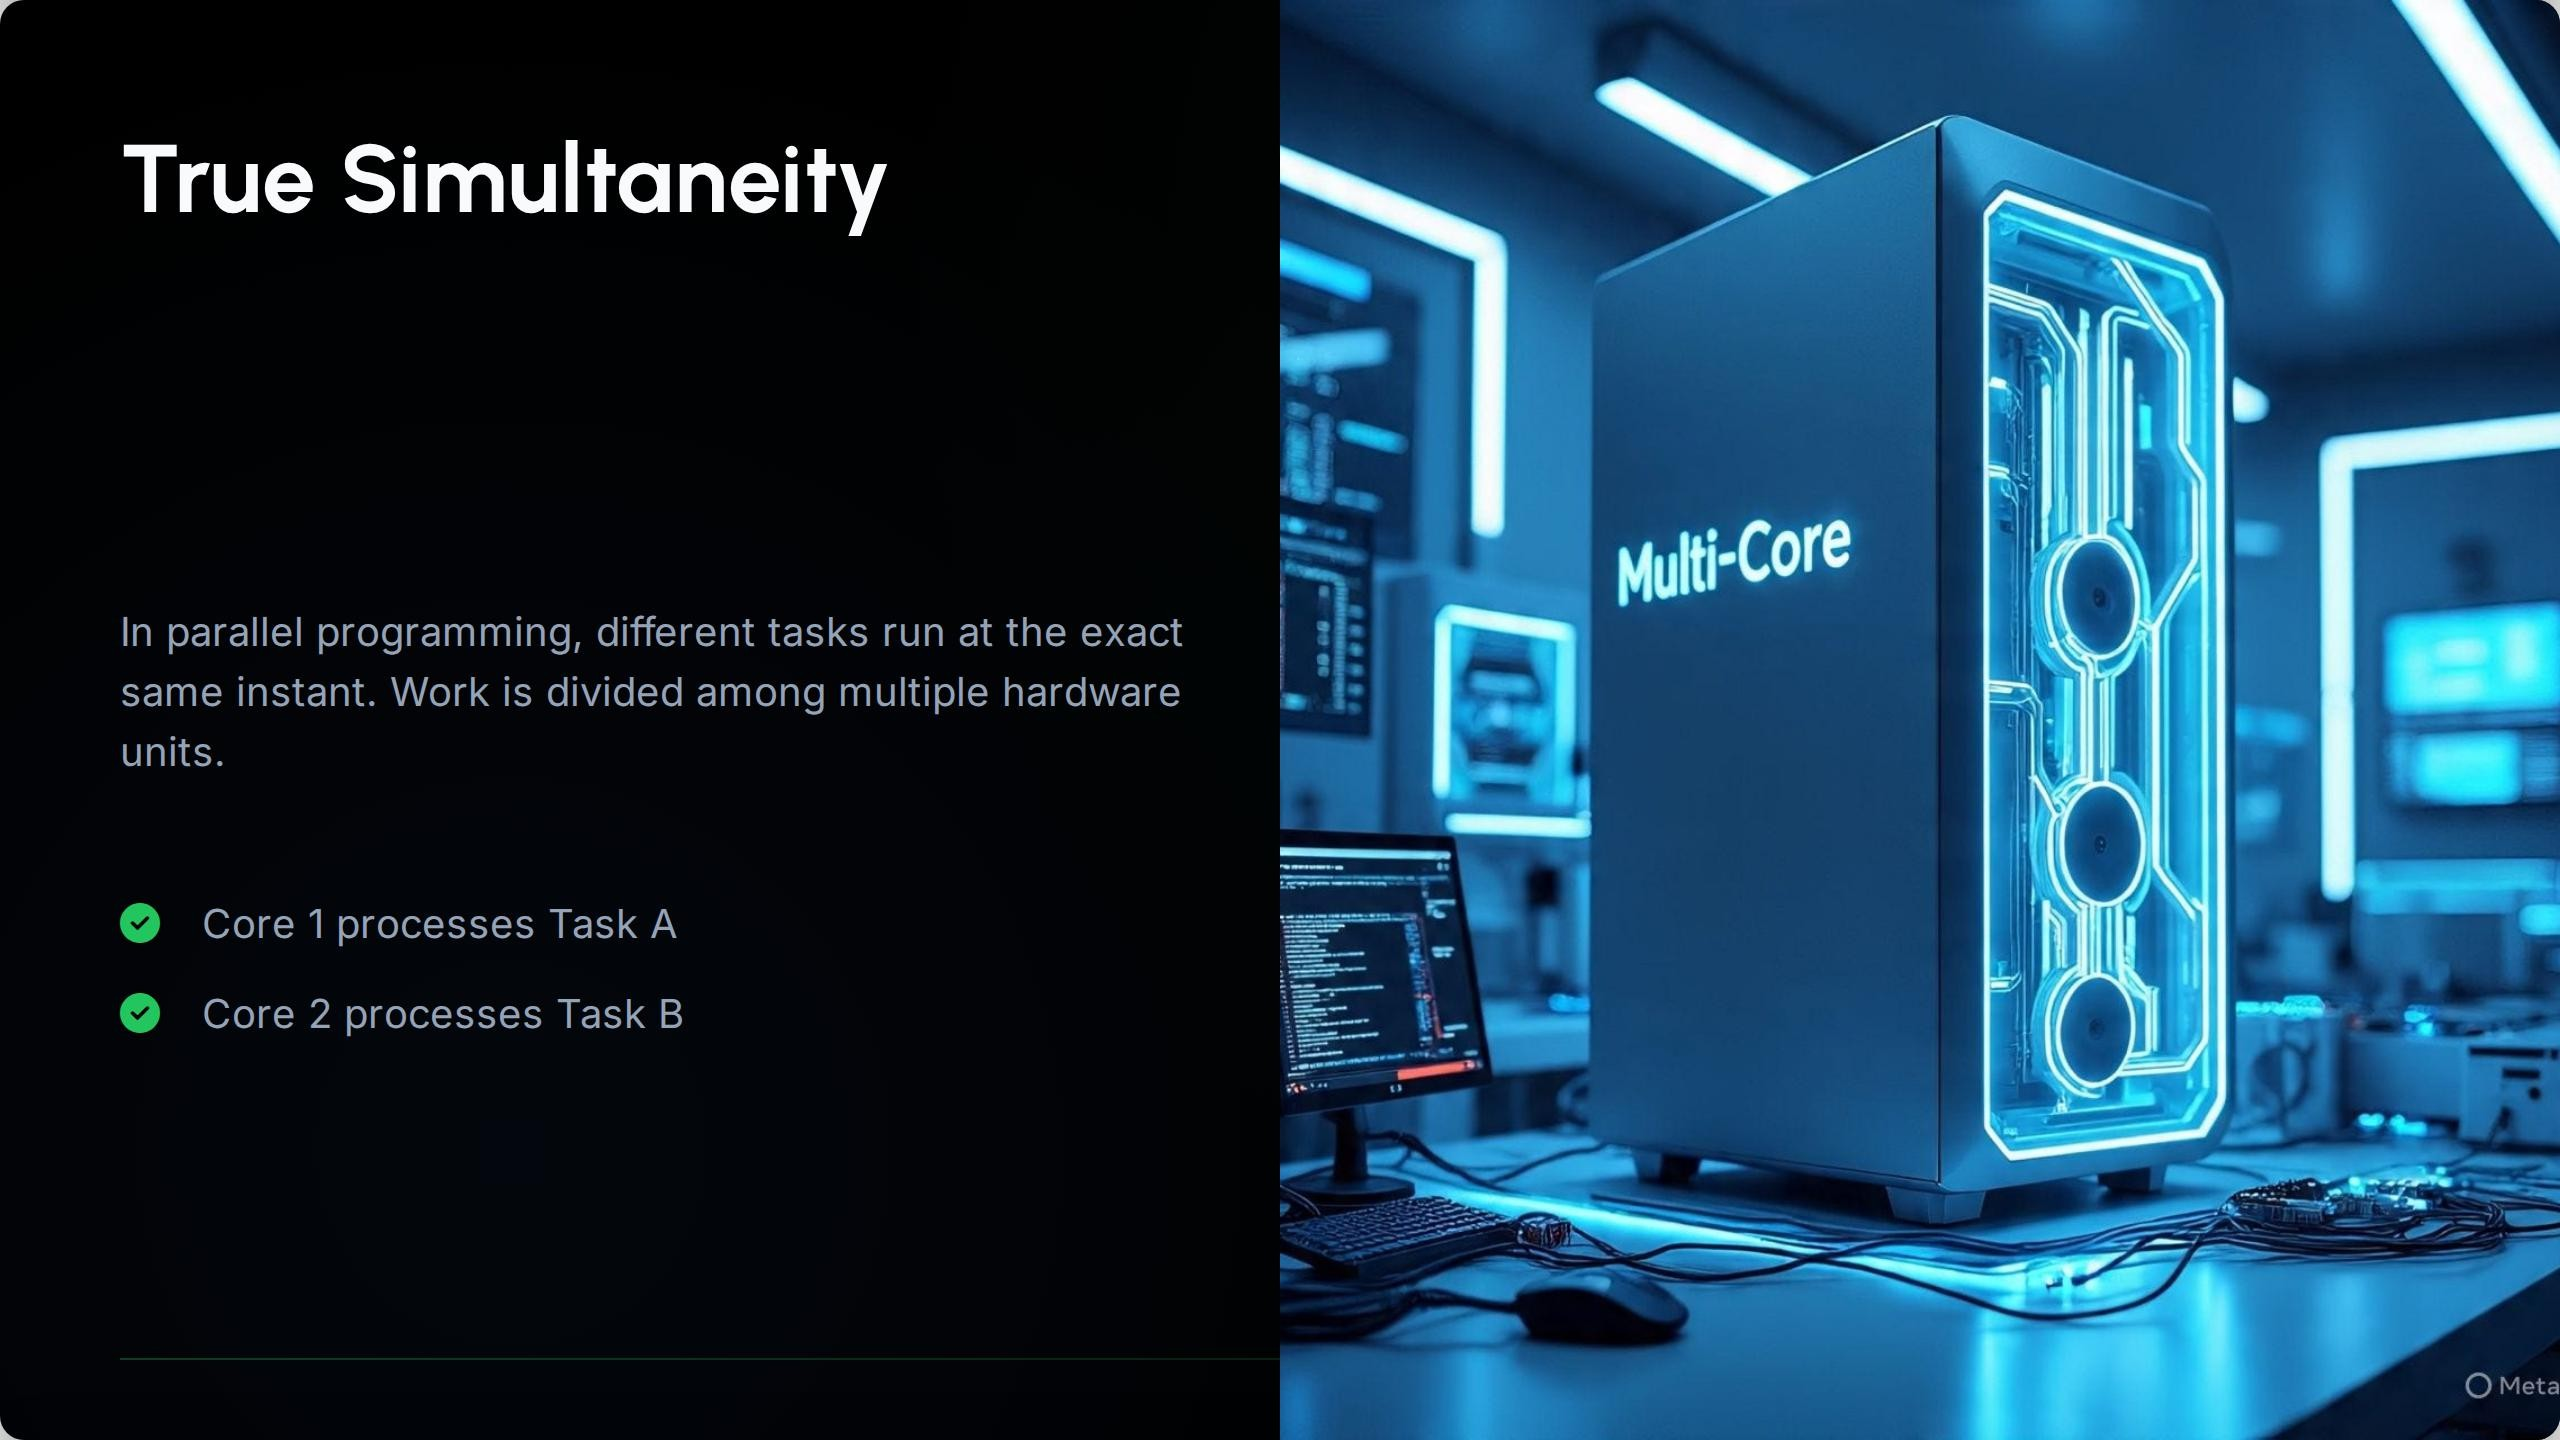 True Simultaneity
In parallel programming, different tasks run at the exact
same instant. Work is divided among multiple hardware
units.
Core 1 processes Task A
Core 2 processes Task B
Multi-Core
Meta